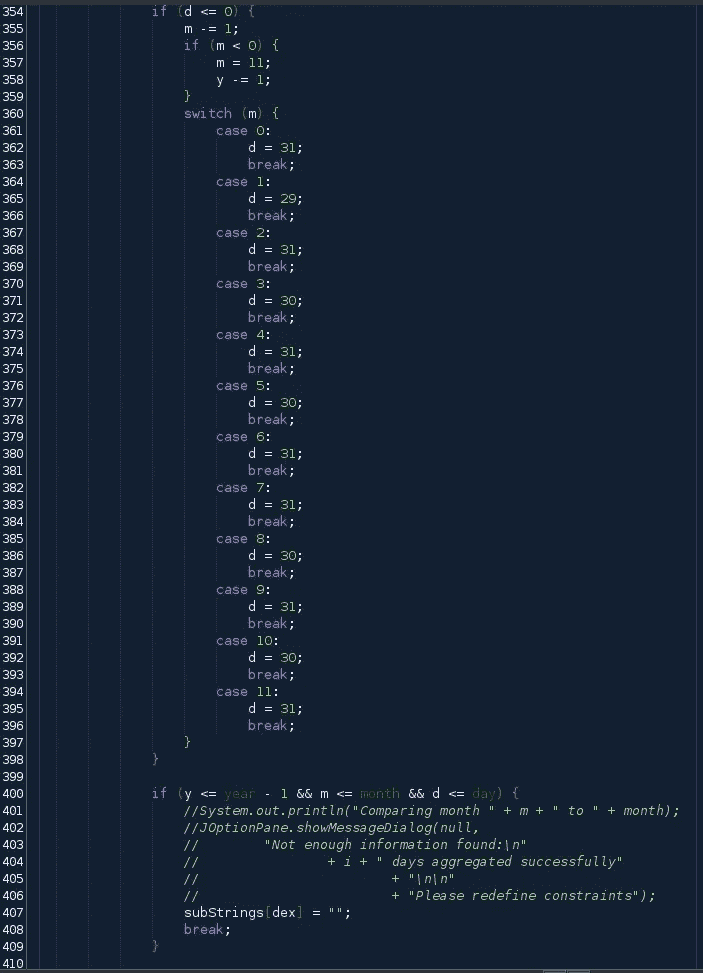 354 if (d <= 0) {
355 m -= 1;
356 if (m < 0) {
357 m = 11;
358 y -= 1;
359 }
360 switch (m) {
361 case 0:
362 d = 31;
363 break;
364 case 1:
365 d = 29;
366 break;
367 case 2:
368 d = 31;
369 break;
370 case 3:
371 d = 30;
372 break;
373 case 4:
374 d = 31;
375 break;
376 case 5:
377 d = 30;
378 break;
379 case 6:
380 d = 31;
381 break;
382 case 7:
383 d = 31;
384 break;
385 case 8:
386 d = 30;
387 break;
388 case 9:
389 d = 31;
390 break;
391 case 10:
392 d = 30;
393 break;
394 case 11:
395 d = 31;
396 break;
397 }
398 }
399
400 if (y <= year - 1 && m <= month && d <= day) {
401 //System.out.println("Comparing month " + m + " to " + month);
402 //JOptionPane.showMessageDialog(null,
403 // "Not enough information found:\n"
404 // + i + " days aggregated successfully"
405 // + "\n\n"
406 // + "Please redefine constraints");
407 subStrings[dex] = "";
408 break;
409 }
410